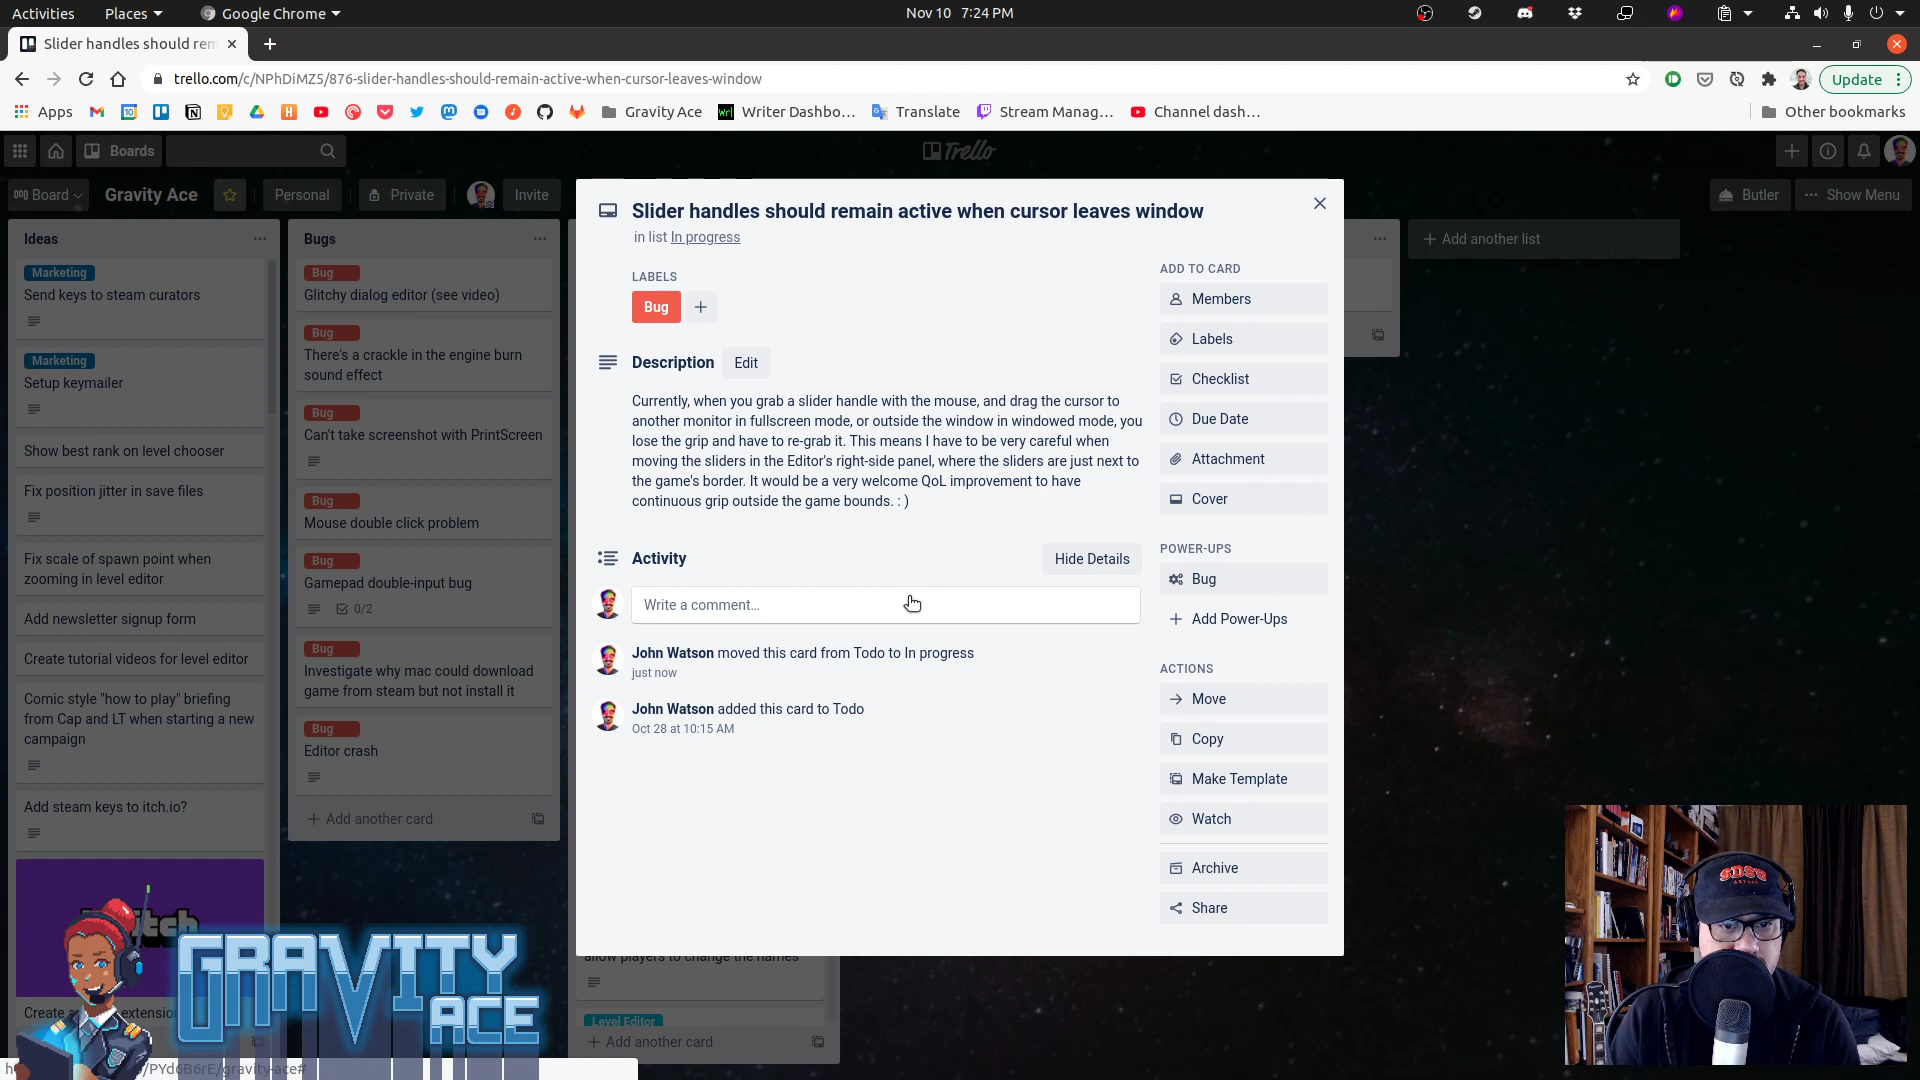 Activities
Places
Google Chrome
Nov 10 7:24 PM
Slider handles should rem
trello.com/c/NPhDiMZ5/876-slider-handles-should-remain-active-when-cursor-leaves-window
Update
Apps
Gravity Ace
Writer Dashbo...
Translate
Stream Manag...
Channel dash...
Other bookmarks
Boards
Trello
Board
Gravity Ace
Personal
Private
Invite
Butler
Show Menu
Ideas
Marketing
Send keys to steam curators
Marketing
Setup keymailer
Show best rank on level chooser
Fix position jitter in save files
Fix scale of spawn point when
zooming in level editor
Add newsletter signup form
Create tutorial videos for level editor
Comic style "how to play" briefing
from Cap and LT when starting a new
campaign
Add steam keys to itch.io?
GRAVITY
ACE
Bugs
Bug
Glitchy dialog editor (see video)
Bug
There's a crackle in the engine burn
sound effect
Bug
Can't take screenshot with PrintScreen
Bug
Mouse double click problem
Bug
Gamepad double-input bug
0/2
Bug
Investigate why mac could download
game from steam but not install it
Bug
Editor crash
+ Add another card
Slider handles should remain active when cursor leaves window
in list In progress
LABELS
Bug
+
Description
Edit
Currently, when you grab a slider handle with the mouse, and drag the cursor to
another monitor in fullscreen mode, or outside the window in windowed mode, you
lose the grip and have to re-grab it. This means I have to be very careful when
moving the sliders in the Editor's right-side panel, where the sliders are just next to
the game's border. It would be a very welcome QoL improvement to have
continuous grip outside the game bounds. : )
Activity
Hide Details
Write a comment...
John Watson moved this card from Todo to In progress
just now
John Watson added this card to Todo
Oct 28 at 10:15 AM
ADD TO CARD
Members
Labels
Checklist
Due Date
Attachment
Cover
POWER-UPS
Bug
+ Add Power-Ups
ACTIONS
Move
Copy
Make Template
Watch
Archive
Share
allow players to change the names
Level Editor
+ Add another card
+ Add another list
SDSU